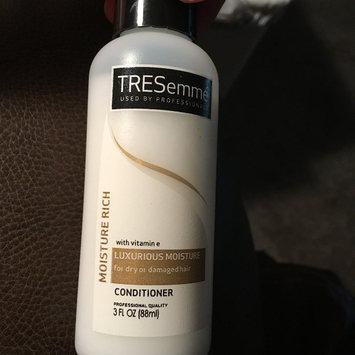 TRESemmé
USED BY PROFESSIONALS
MOISTURE RICH
with vitamin e
LUXURIOUS MOISTURE
for dry or damaged hair
CONDITIONER
PROFESSIONAL QUALITY
3 FL OZ (88ml)